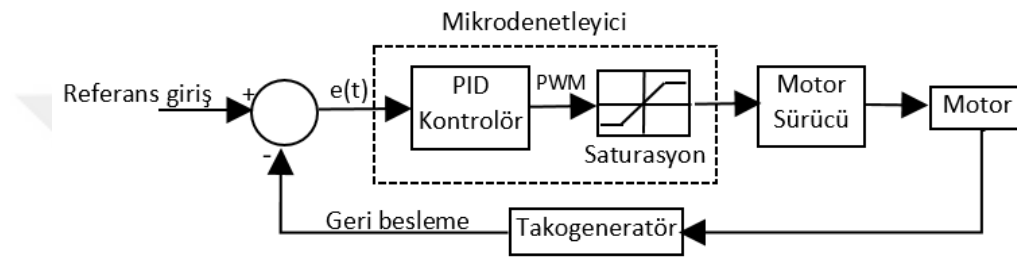 Mikrodenetleyici
Referans giriş
+
-
e(t)
PID
Kontrolör
PWM
Saturasyon
Motor
Sürücü
Motor
Geri besleme
Takogeneratör